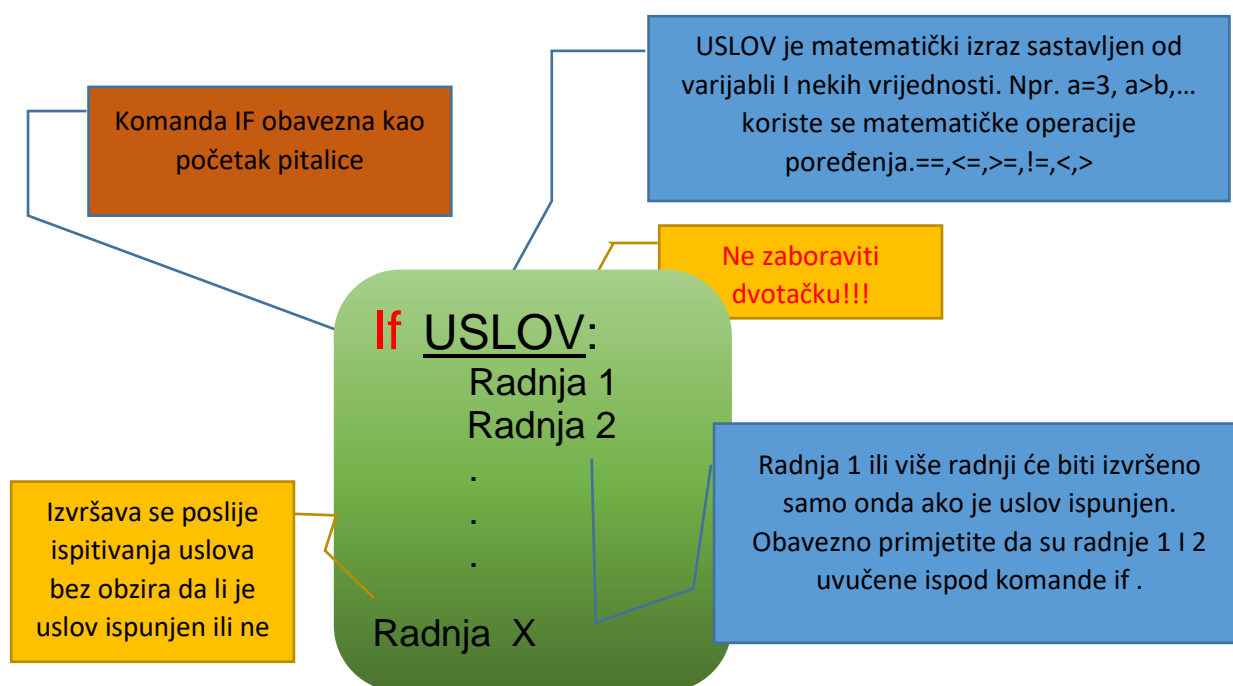 USLOV je matematički izraz sastavljen od
varijabli I nekih vrijednosti. Npr. a=3, a>b,…
koriste se matematičke operacije
poređenja.==,<=,>=,!=,<,>
Komanda IF obavezna kao
početak pitalice
Ne zaboraviti
dvotačku!!!
If USLOV:
Radnja 1
Radnja 2
.
.
.
Radnja X
Radnja 1 ili više radnji će biti izvršeno
samo onda ako je uslov ispunjen.
Obavezno primjetite da su radnje 1 I 2
uvučene ispod komande if .
Izvršava se poslije
ispitivanja uslova
bez obzira da li je
uslov ispunjen ili ne